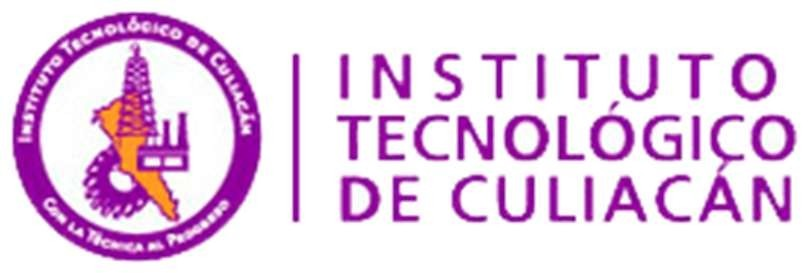 INSTITUTO TECNOLÓGICO DE CULIACÁN
CON LA TÉCNICA AL PROGRESO
INSTITUTO
TECNOLÓGICO
DE CULIACÁN